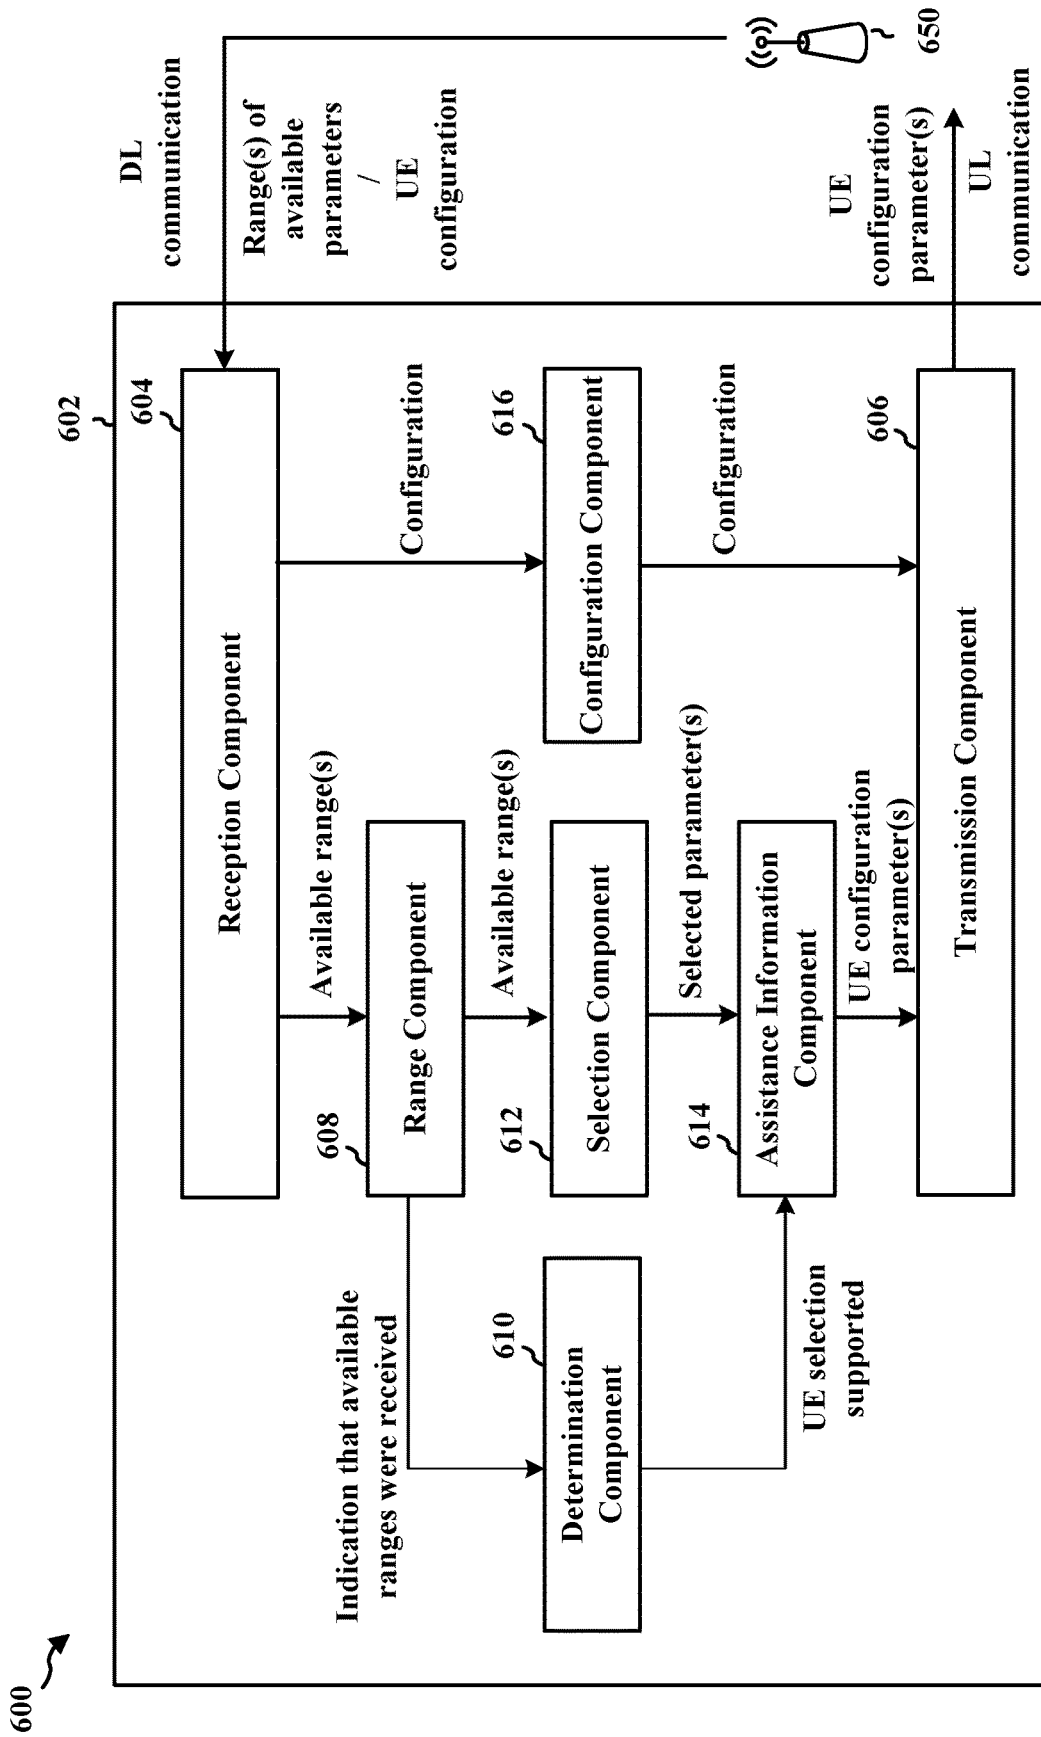 600
602
604
Reception Component
DL
communication
Range(s) of
available
parameters
/
UE
configuration
650
Available range(s)
Configuration
Indication that available
ranges were received
608
Range Component
Available range(s)
610
Determination
Component
612
Selection Component
616
Configuration Component
Selected parameter(s)
Configuration
UE selection
supported
614
Assistance Information
Component
UE configuration
parameter(s)
606
Transmission Component
UE
configuration
parameter(s)
UL
communication